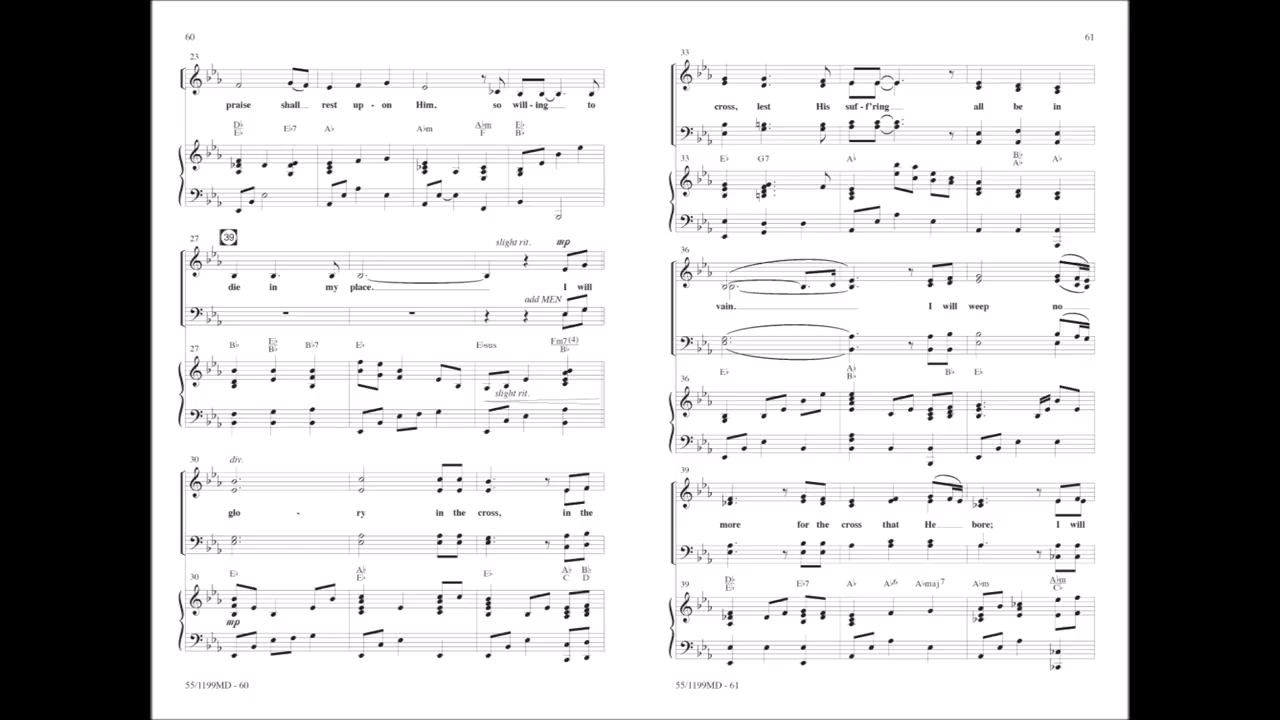 60
23
praise shall rest up - on Him, so will - ing to
D♭ E♭7 A♭ A♭m A♭m E♭
E♭ F B♭
27 39 slight rit. mp
die in my place. I will
add MEN
27 B♭ E♭ B♭7 E♭ E♭sus Fm7(4)
B♭ B♭
slight rit.
30 div.
glo - ry in the cross, in the
30 E♭ A♭ E♭ A♭ B♭
E♭ C D
mp
55/1199MD - 60
61
33
cross, lest His suf - f'ring all be in
33 E♭ G7 A♭ B♭ A♭
A♭
36
vain. I will weep no
36 E♭ A♭ B♭ E♭
B♭
39
more for the cross that He bore; I will
39 D♭ E♭7 A♭ A♭6 A♭maj7 A♭m A♭m
E♭ C♭
55/1199MD - 61